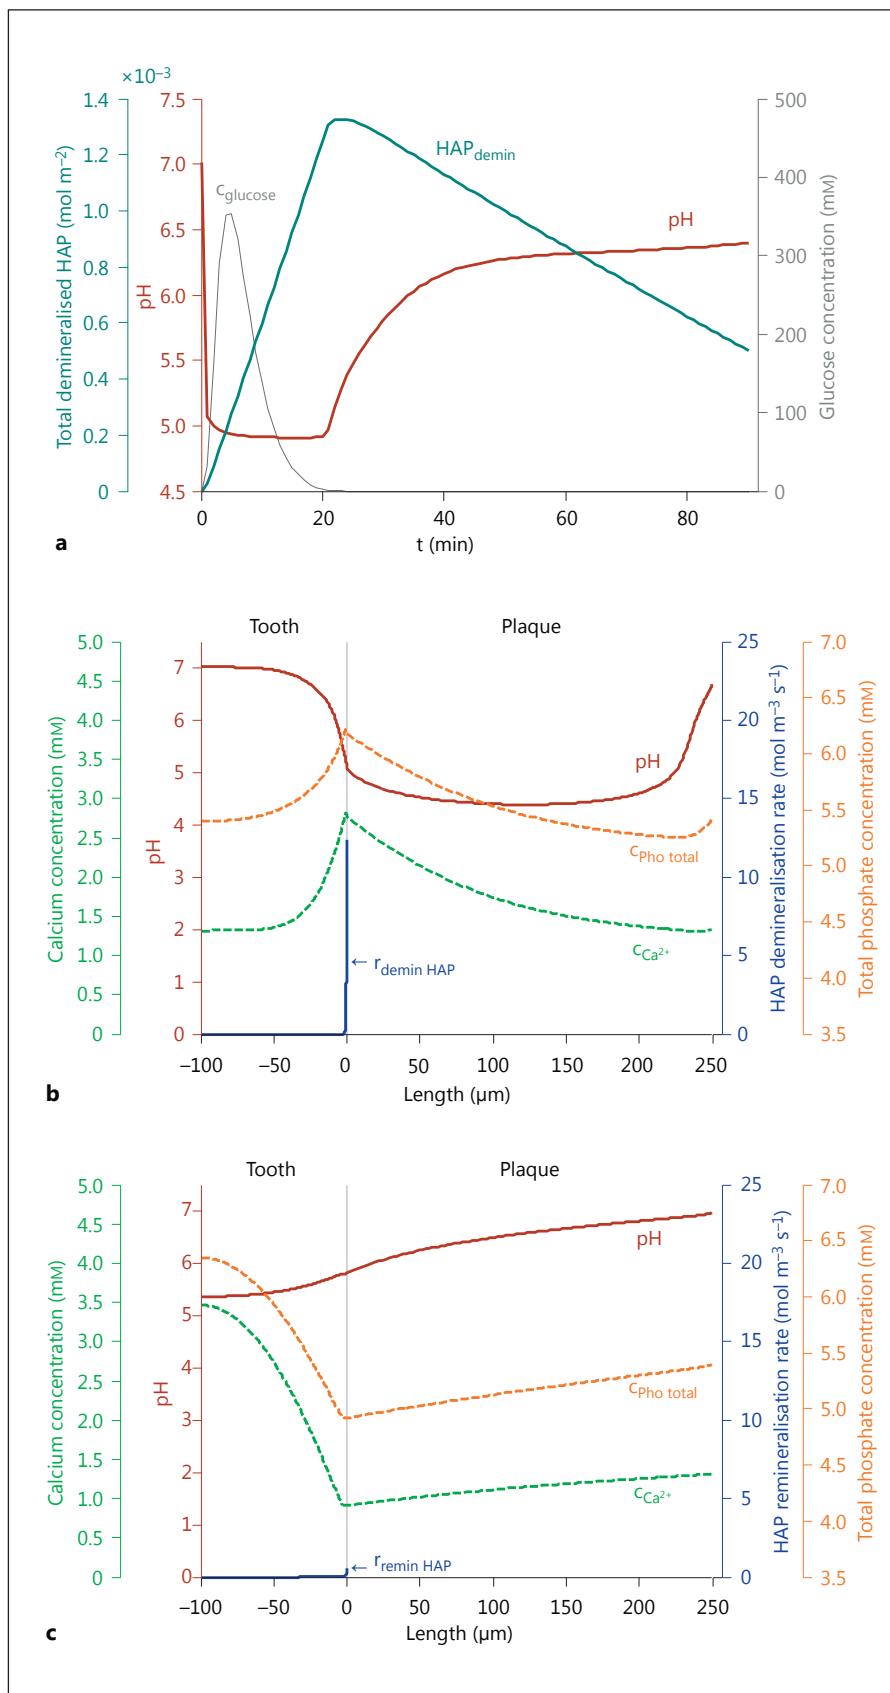 ×10⁻³
1.4
1.2
1.0
0.8
0.6
0.4
0.2
0
Total demineralised HAP (mol m⁻²)
7.5
7.0
6.5
6.0
5.5
5.0
4.5
pH
c_glucose
HAP_demin
pH
500
400
300
200
100
0
Glucose concentration (mM)
0 20 40 60 80
t (min)
a
Tooth Plaque
5.0
4.5
4.0
3.5
3.0
2.5
2.0
1.5
1.0
0.5
0
Calcium concentration (mM)
7
6
5
4
3
2
1
0
pH
pH
c_Pho total
c_Ca²⁺
← r_demin HAP
25
20
15
10
5
0
HAP demineralisation rate (mol m⁻³ s⁻¹)
7.0
6.5
6.0
5.5
5.0
4.5
4.0
3.5
Total phosphate concentration (mM)
−100 −50 0 50 100 150 200 250
Length (µm)
b
Tooth Plaque
5.0
4.5
4.0
3.5
3.0
2.5
2.0
1.5
1.0
0.5
0
Calcium concentration (mM)
7
6
5
4
3
2
1
0
pH
pH
c_Pho total
c_Ca²⁺
← r_remin HAP
25
20
15
10
5
0
HAP remineralisation rate (mol m⁻³ s⁻¹)
7.0
6.5
6.0
5.5
5.0
4.5
4.0
3.5
Total phosphate concentration (mM)
−100 −50 0 50 100 150 200 250
Length (µm)
c